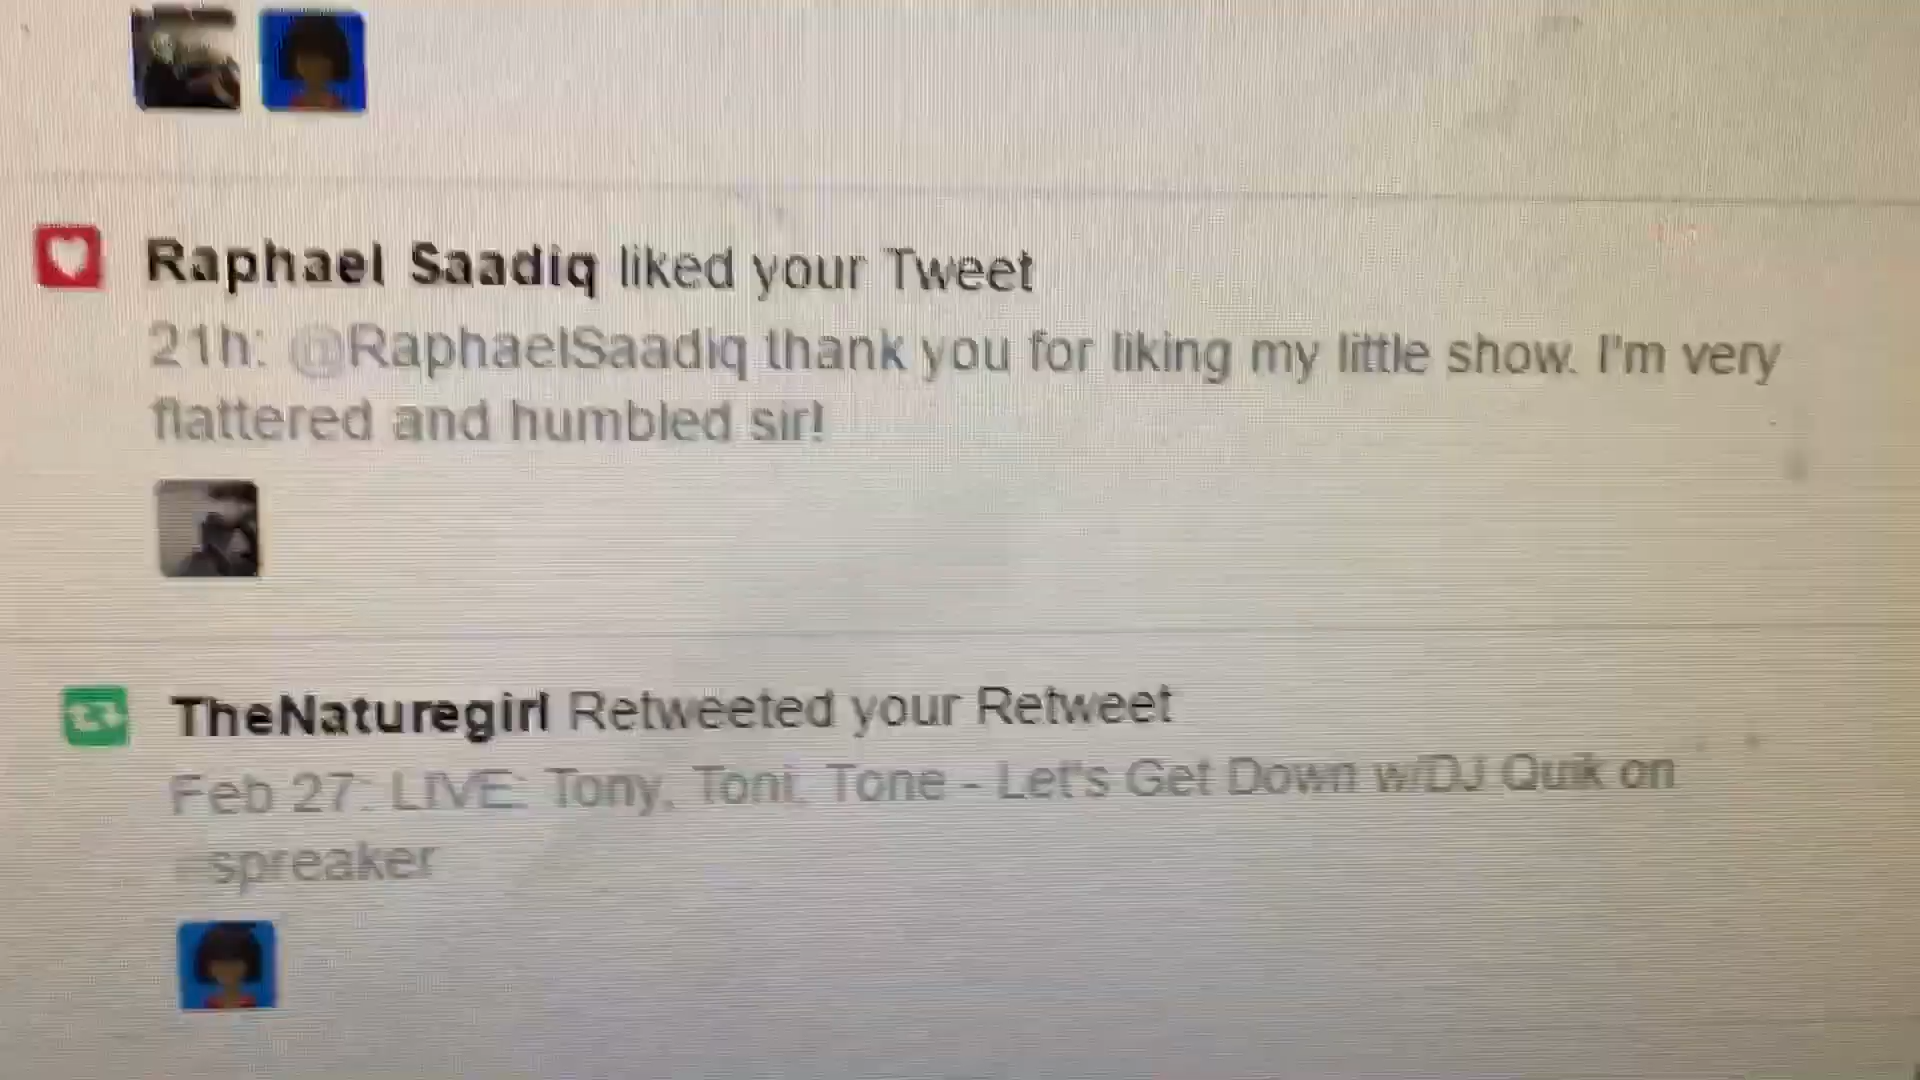 Raphael Saadiq liked your Tweet
21h: @RaphaelSaadiq thank you for liking my little show. I'm very
flattered and humbled sir!
TheNaturegirl Retweeted your Retweet
Feb 27: LIVE: Tony, Toni, Tone - Let's Get Down w/DJ Quik on
spreaker